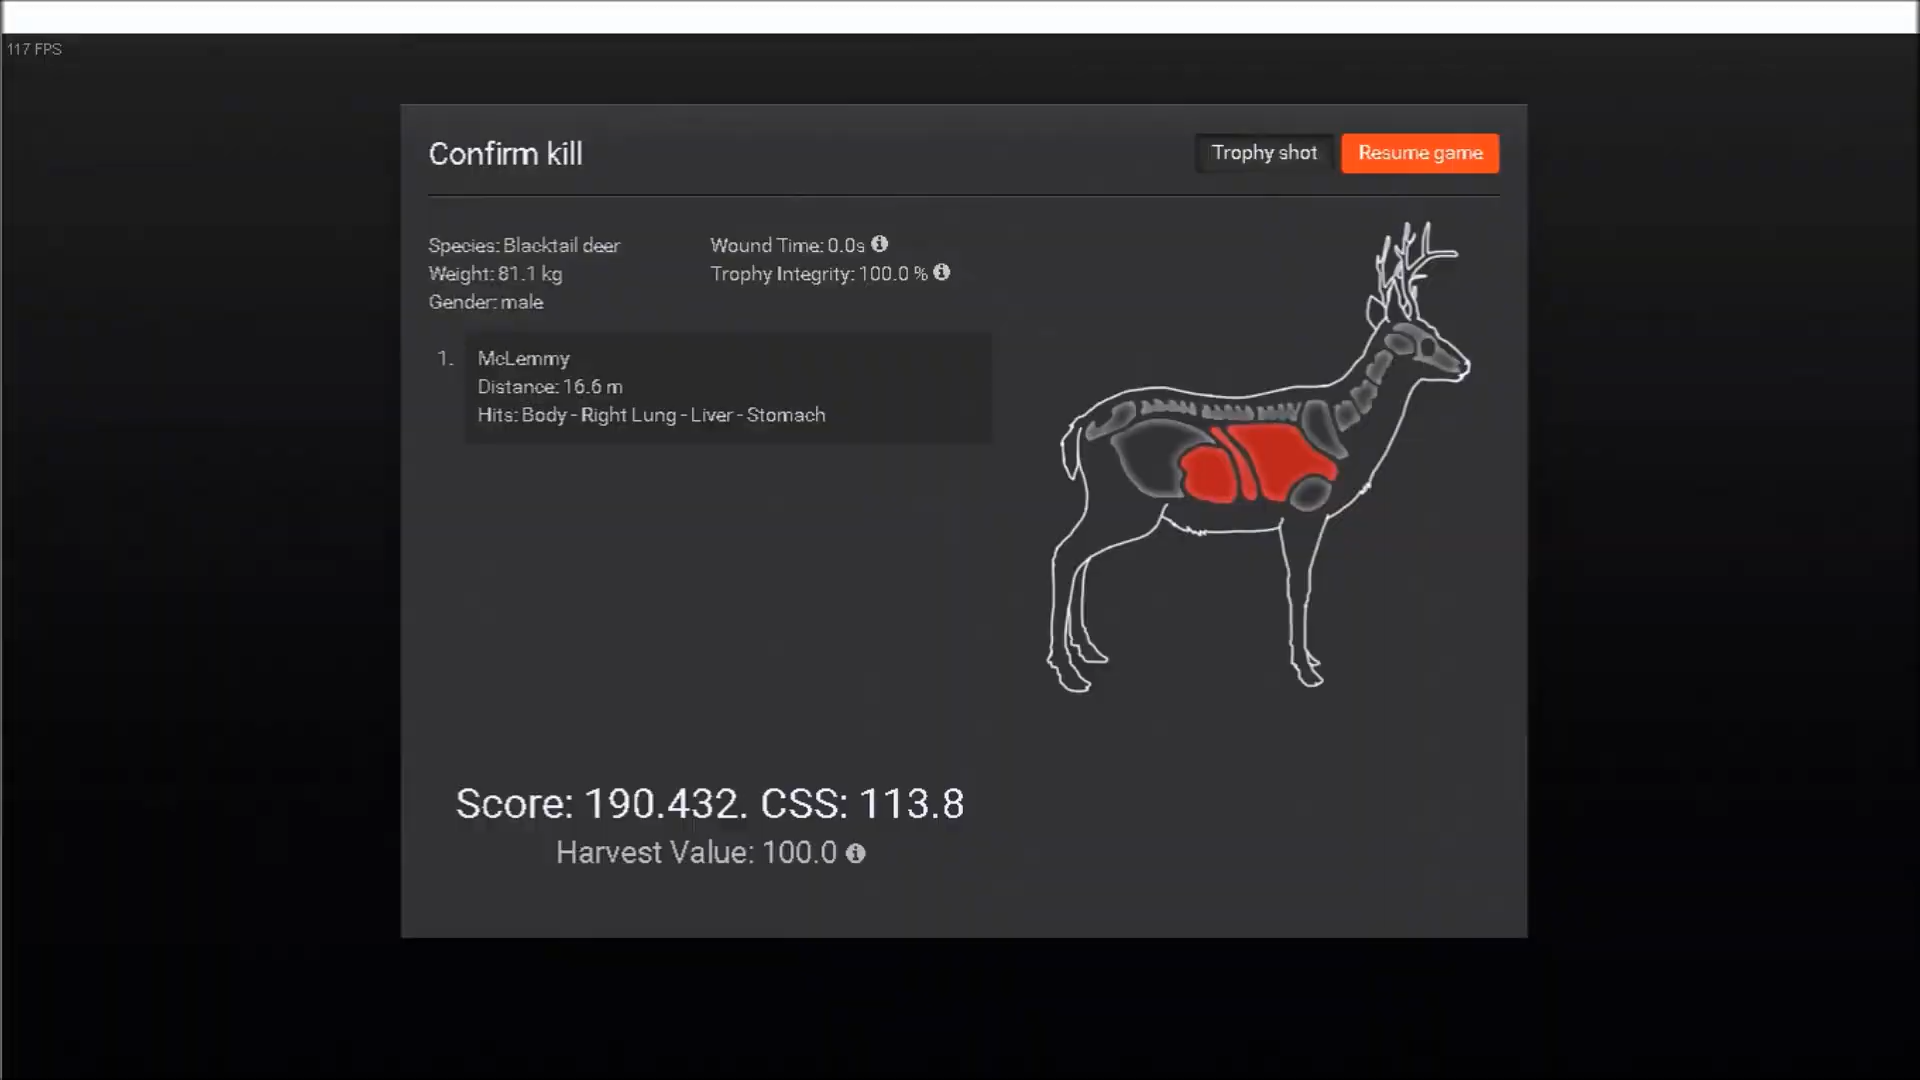 117 FPS
Confirm kill
Trophy shot
Resume game
Species: Blacktail deer
Weight: 81.1 kg
Gender: male
Wound Time: 0.0s
Trophy Integrity: 100.0 %
1.
McLemmy
Distance: 16.6 m
Hits: Body - Right Lung - Liver - Stomach
Score: 190.432. CSS: 113.8
Harvest Value: 100.0